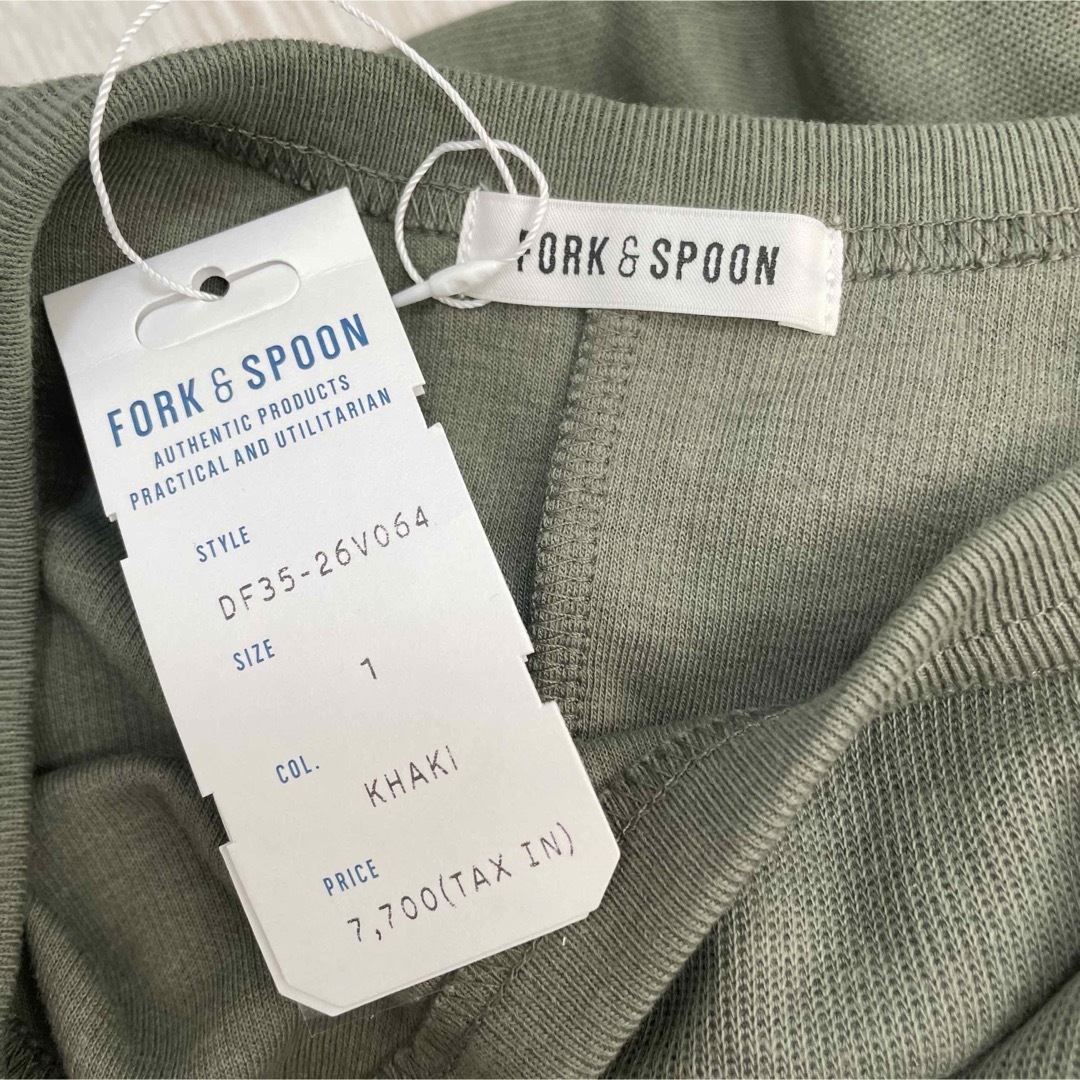 FORK & SPOON
FORK & SPOON
AUTHENTIC PRODUCTS
PRACTICAL AND UTILITARIAN
STYLE
DF35-26V064
SIZE
1
COL.
KHAKI
PRICE
7,700(TAX IN)